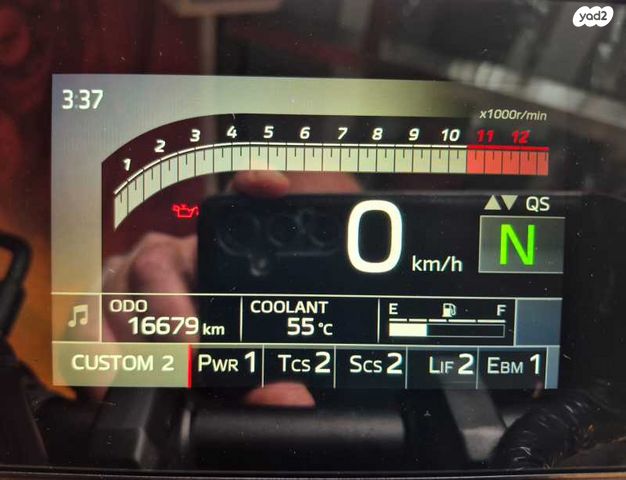 yad2
3:37
x1000r/min
1 2 3 4 5 6 7 8 9 10 11 12
QS
0 km/h
N
ODO
16679 km
COOLANT
55 °C
E F
CUSTOM 2 PWR 1 TCS 2 SCS 2 LIF 2 EBM 1